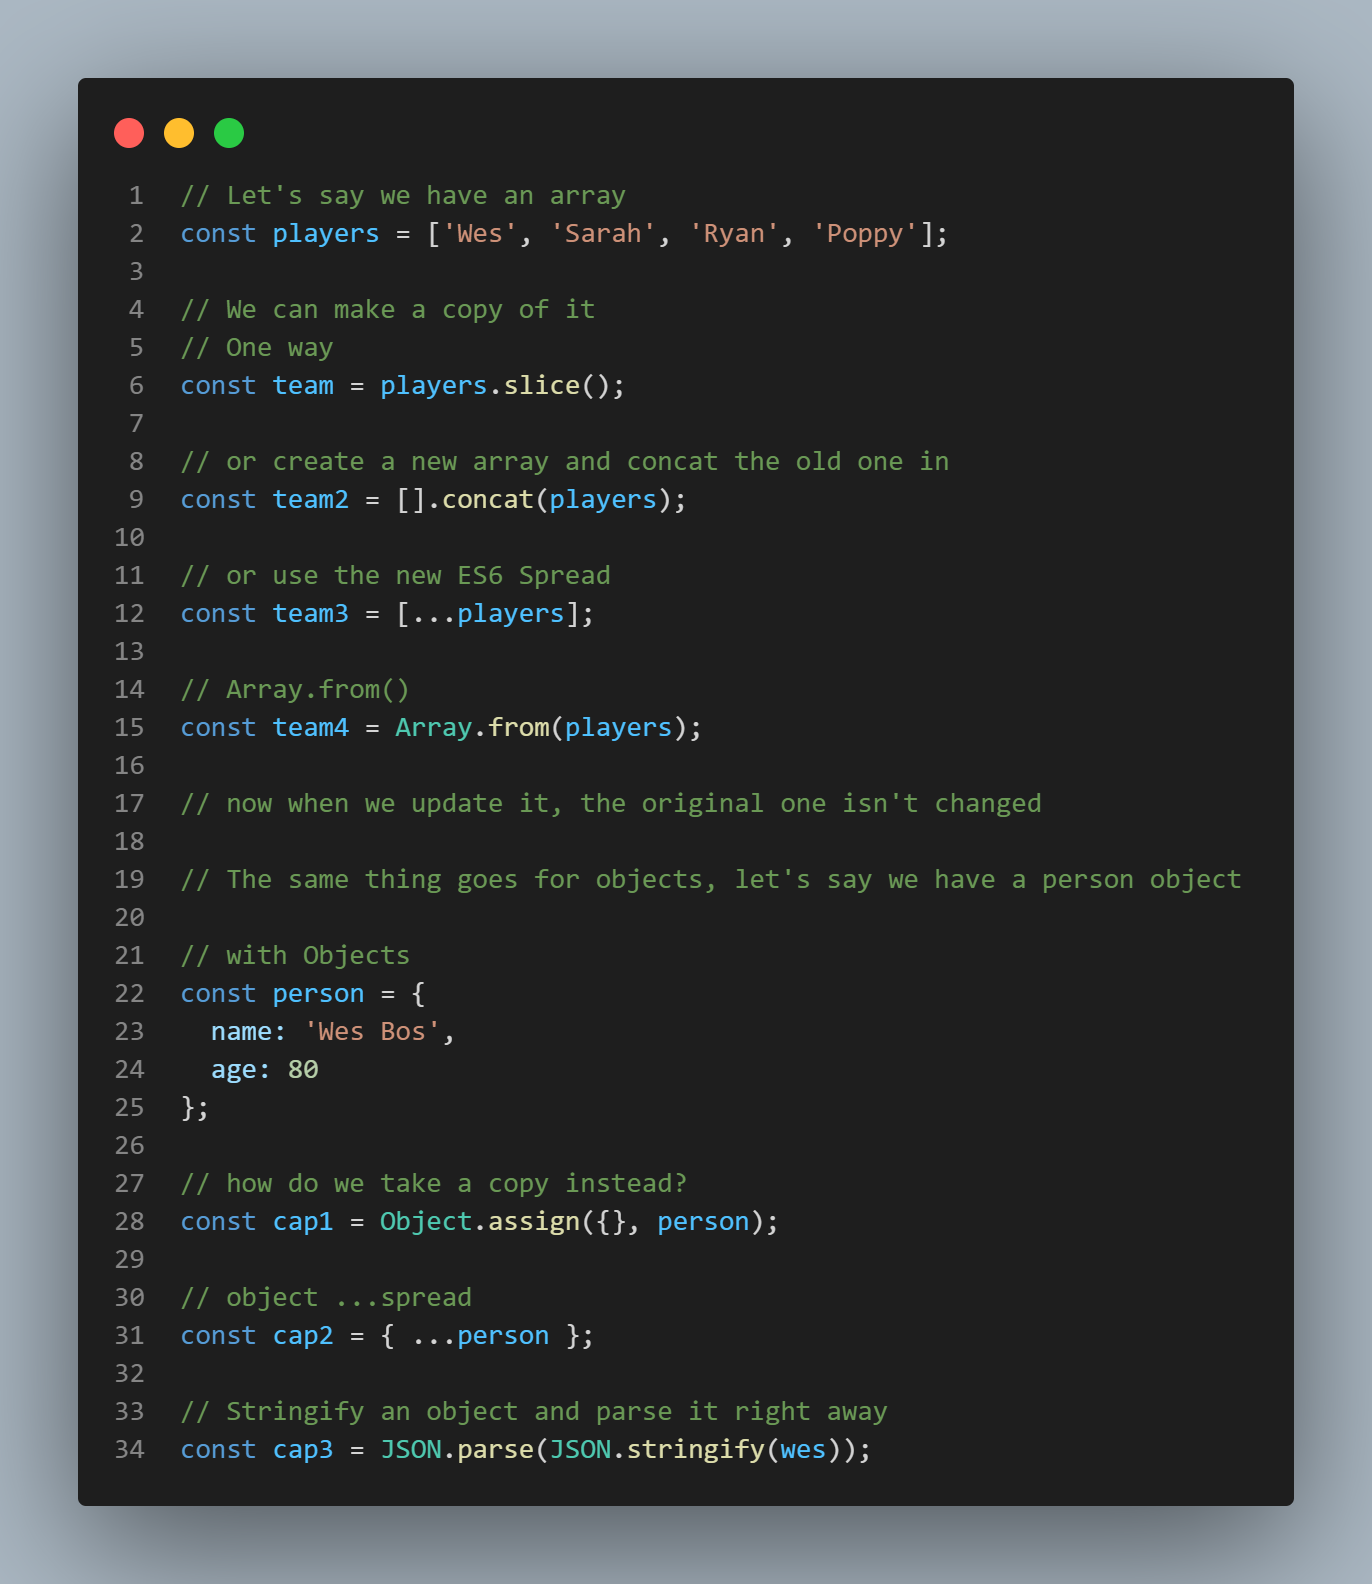 1 // Let's say we have an array
2 const players = ['Wes', 'Sarah', 'Ryan', 'Poppy'];
3
4 // We can make a copy of it
5 // One way
6 const team = players.slice();
7
8 // or create a new array and concat the old one in
9 const team2 = [].concat(players);
10
11 // or use the new ES6 Spread
12 const team3 = [...players];
13
14 // Array.from()
15 const team4 = Array.from(players);
16
17 // now when we update it, the original one isn't changed
18
19 // The same thing goes for objects, let's say we have a person object
20
21 // with Objects
22 const person = {
23   name: 'Wes Bos',
24   age: 80
25 };
26
27 // how do we take a copy instead?
28 const cap1 = Object.assign({}, person);
29
30 // object ...spread
31 const cap2 = { ...person };
32
33 // Stringify an object and parse it right away
34 const cap3 = JSON.parse(JSON.stringify(wes));